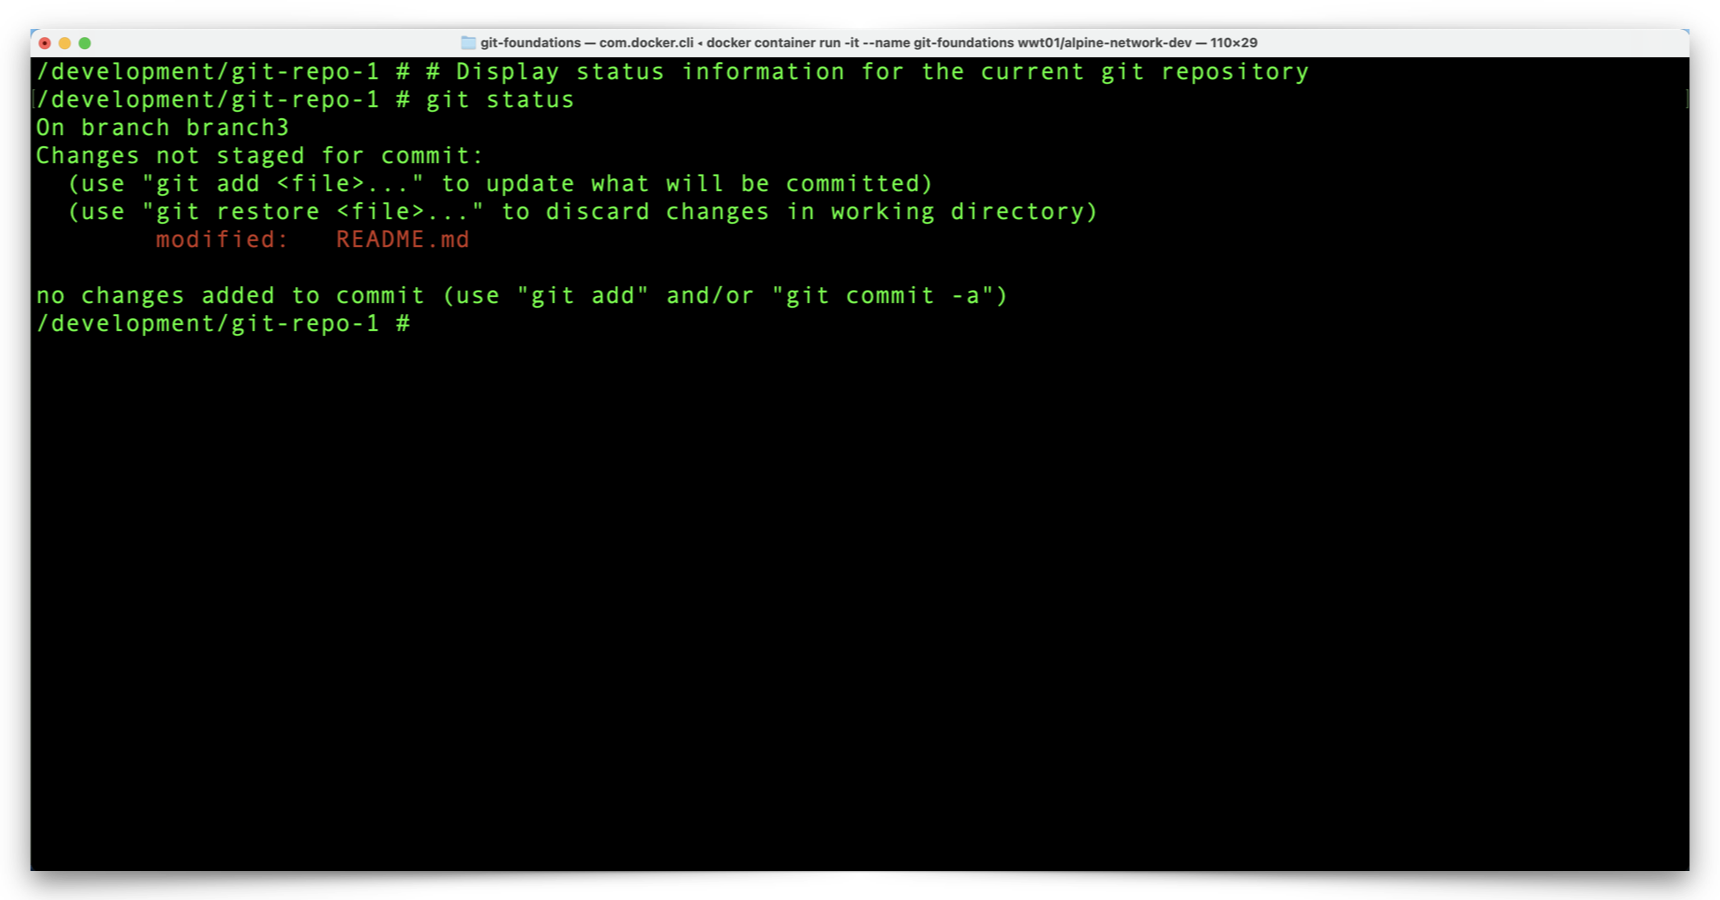 git-foundations — com.docker.cli ◂ docker container run -it --name git-foundations wwt01/alpine-network-dev — 110×29
/development/git-repo-1 # # Display status information for the current git repository
/development/git-repo-1 # git status
On branch branch3
Changes not staged for commit:
  (use "git add <file>..." to update what will be committed)
  (use "git restore <file>..." to discard changes in working directory)
        modified:   README.md

no changes added to commit (use "git add" and/or "git commit -a")
/development/git-repo-1 #